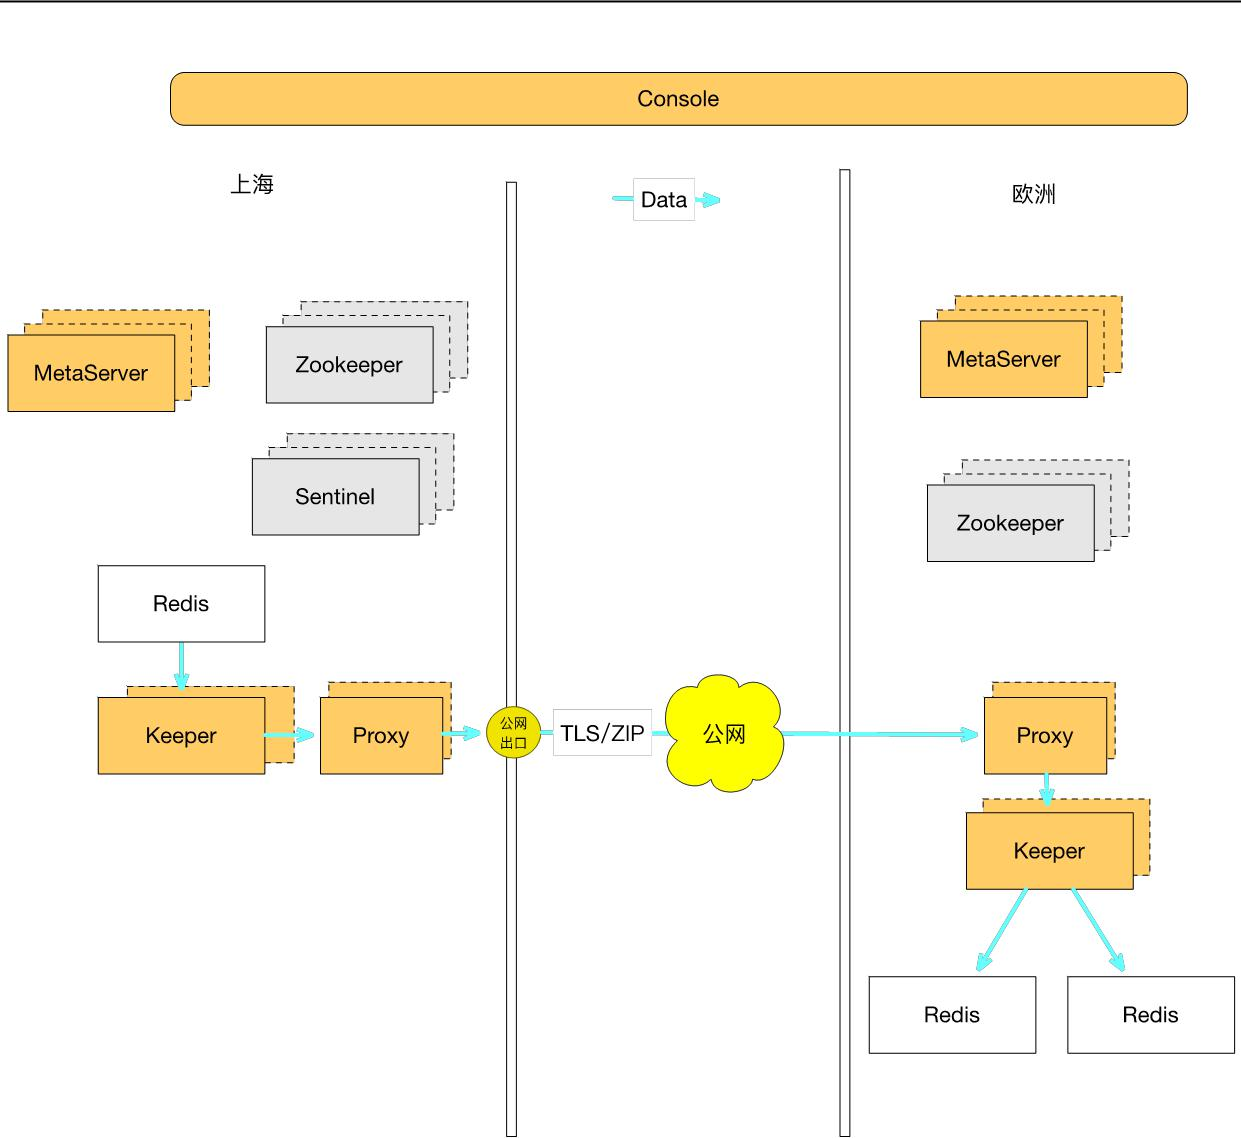 Console
上海
Data
欧洲
MetaServer
Zookeeper
MetaServer
Sentinel
Zookeeper
Redis
Keeper
Proxy
公网
出口
TLS/ZIP
公网
Proxy
Keeper
Redis
Redis